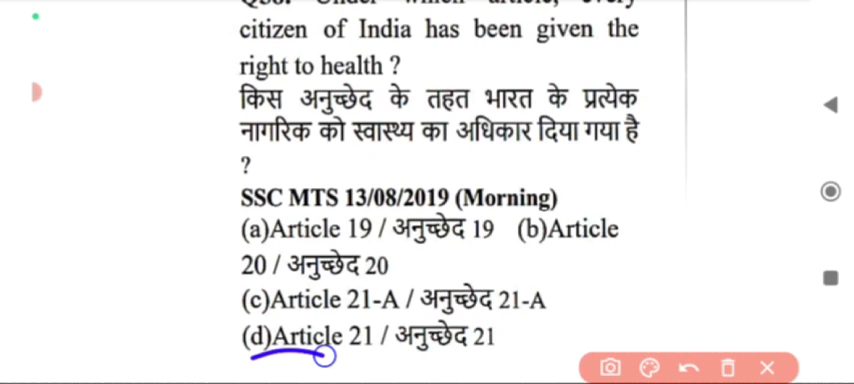 citizen of India has been given the
right to health ?
किस अनुच्छेद के तहत भारत के प्रत्येक
नागरिक को स्वास्थ्य का अधिकार दिया गया है
?
SSC MTS 13/08/2019 (Morning)
(a)Article 19 / अनुच्छेद 19 (b)Article
20 / अनुच्छेद 20
(c)Article 21-A / अनुच्छेद 21-A
(d)Article 21 / अनुच्छेद 21